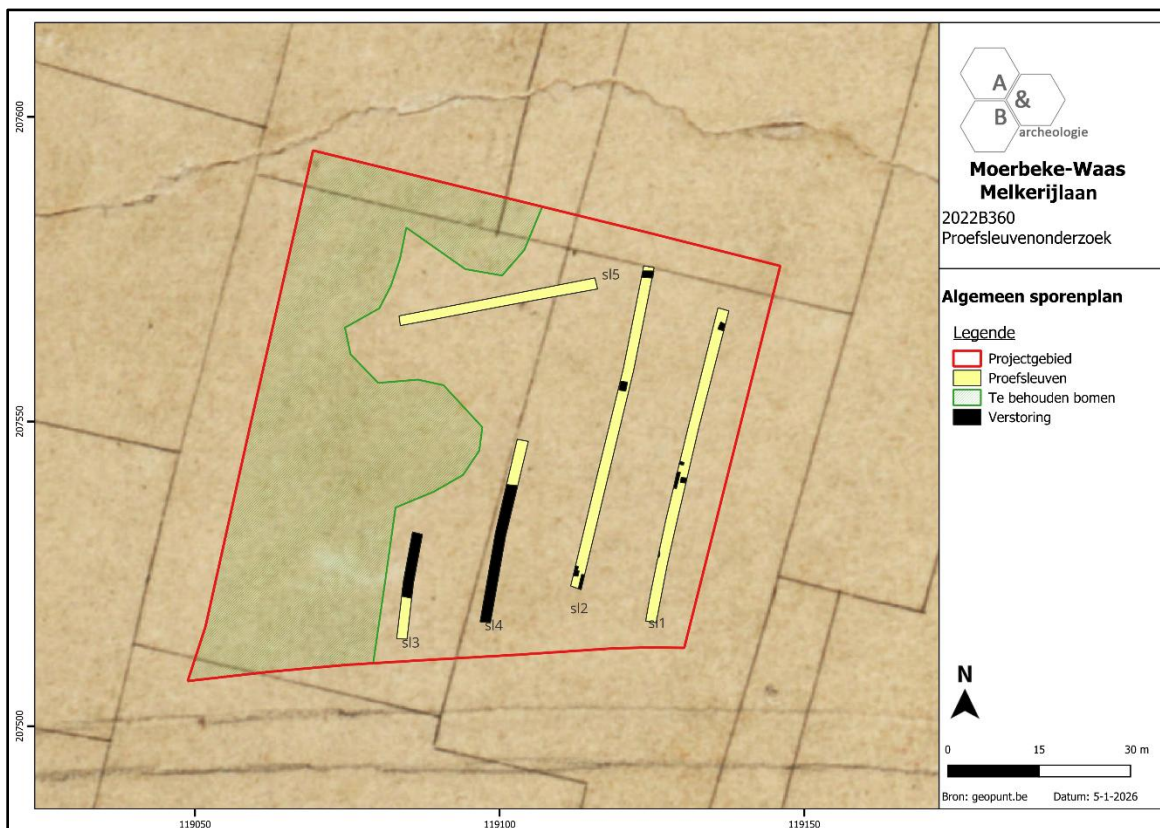 207600
207550
207500
119050
119100
119150
sl5
sl3
sl4
sl2
sl1
A
&
B
archeologie
Moerbeke-Waas
Melkerijlaan
2022B360
Proefsleuvenonderzoek
Algemeen sporenplan
Legende
Projectgebied
Proefsleuven
Te behouden bomen
Verstoring
N
0 15 30 m
Bron: geopunt.be Datum: 5-1-2026